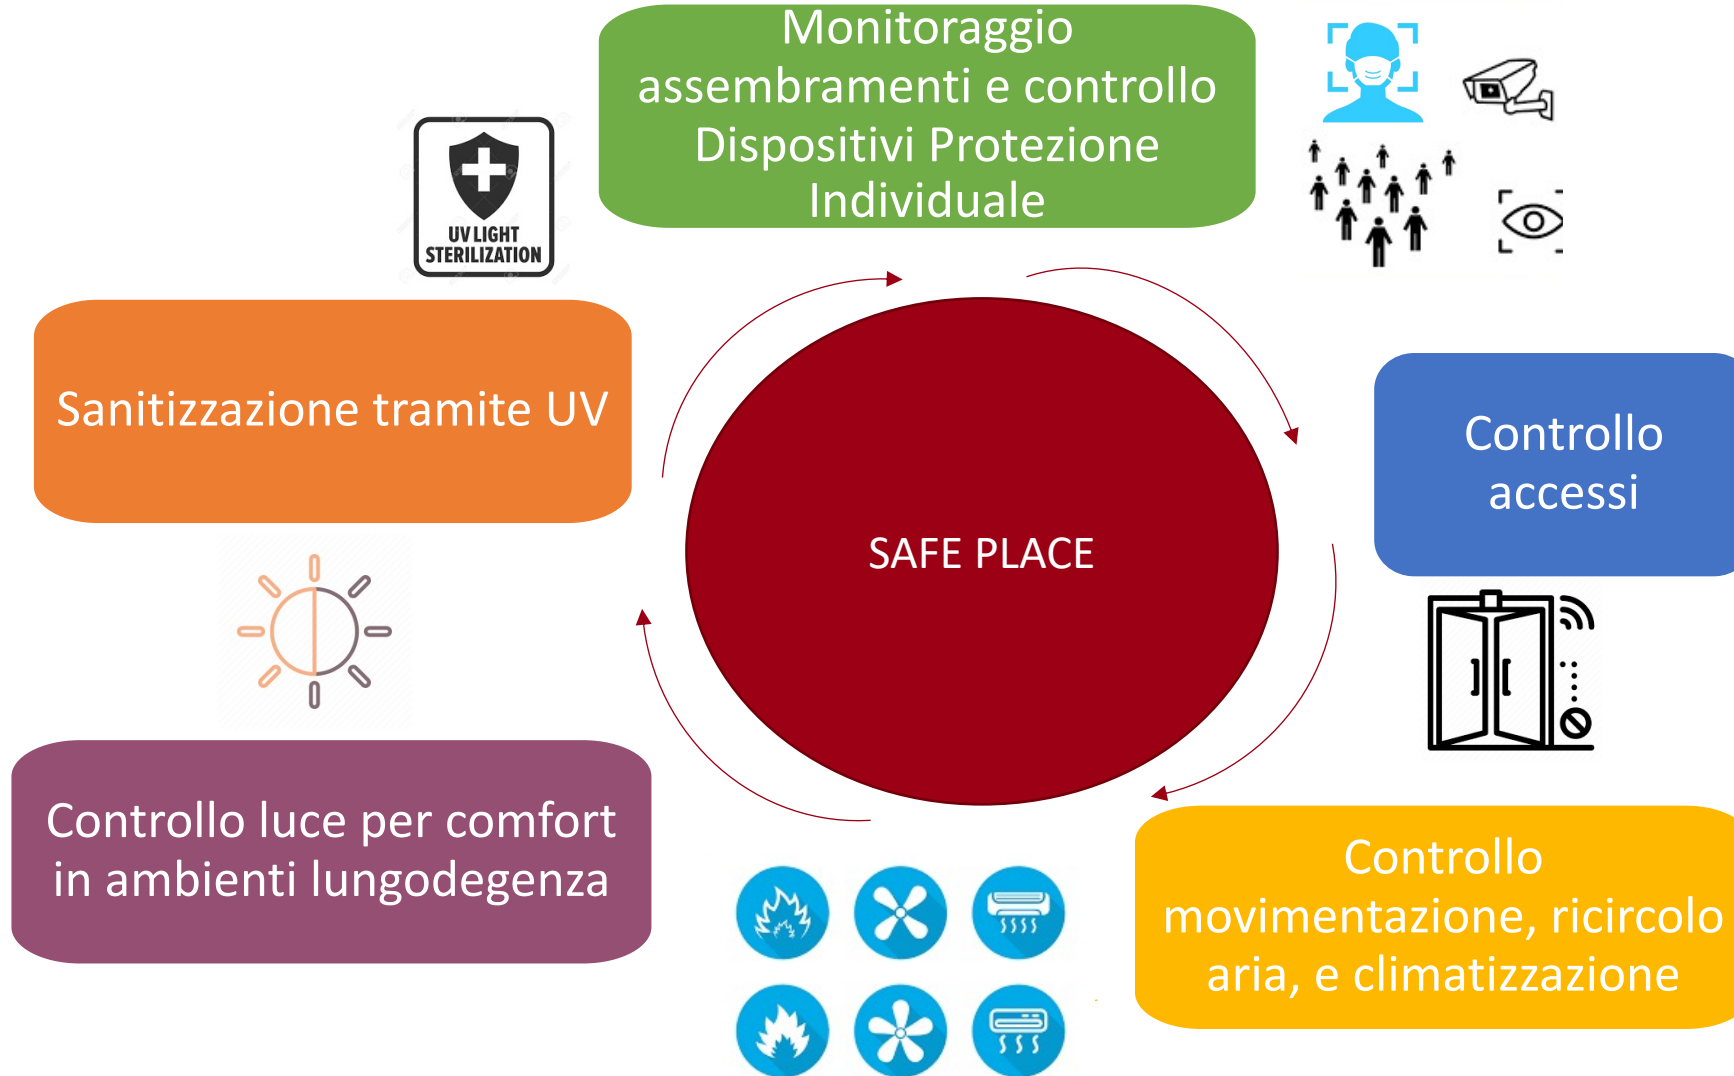 Monitoraggio
assembramenti e controllo
Dispositivi Protezione
Individuale
UV LIGHT
STERILIZATION
Sanitizzazione tramite UV
Controllo
accessi
SAFE PLACE
Controllo luce per comfort
in ambienti lungodegenza
Controllo
movimentazione, ricircolo
aria, e climatizzazione